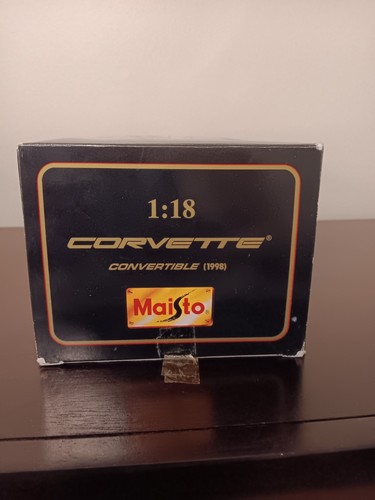 1:18
CORVETTE®
CONVERTIBLE (1998)
Maisto